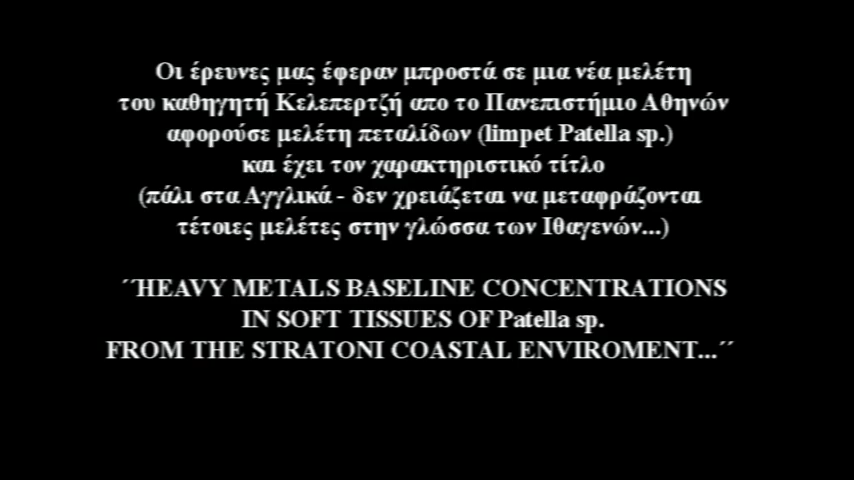 Οι έρευνες μας έφεραν μπροστά σε μια νέα μελέτη
του καθηγητή Κελεπερτζή απο το Πανεπιστήμιο Αθηνών
αφορούσε μελέτη πεταλίδων (limpet Patella sp.)
και έχει τον χαρακτηριστικό τίτλο
(πάλι στα Αγγλικά - δεν χρειάζεται να μεταφράζονται
τέτοιες μελέτες στην γλώσσα των Ιθαγενών...)
΄΄HEAVY METALS BASELINE CONCENTRATIONS
IN SOFT TISSUES OF Patella sp.
FROM THE STRATONI COASTAL ENVIROMENT...΄΄